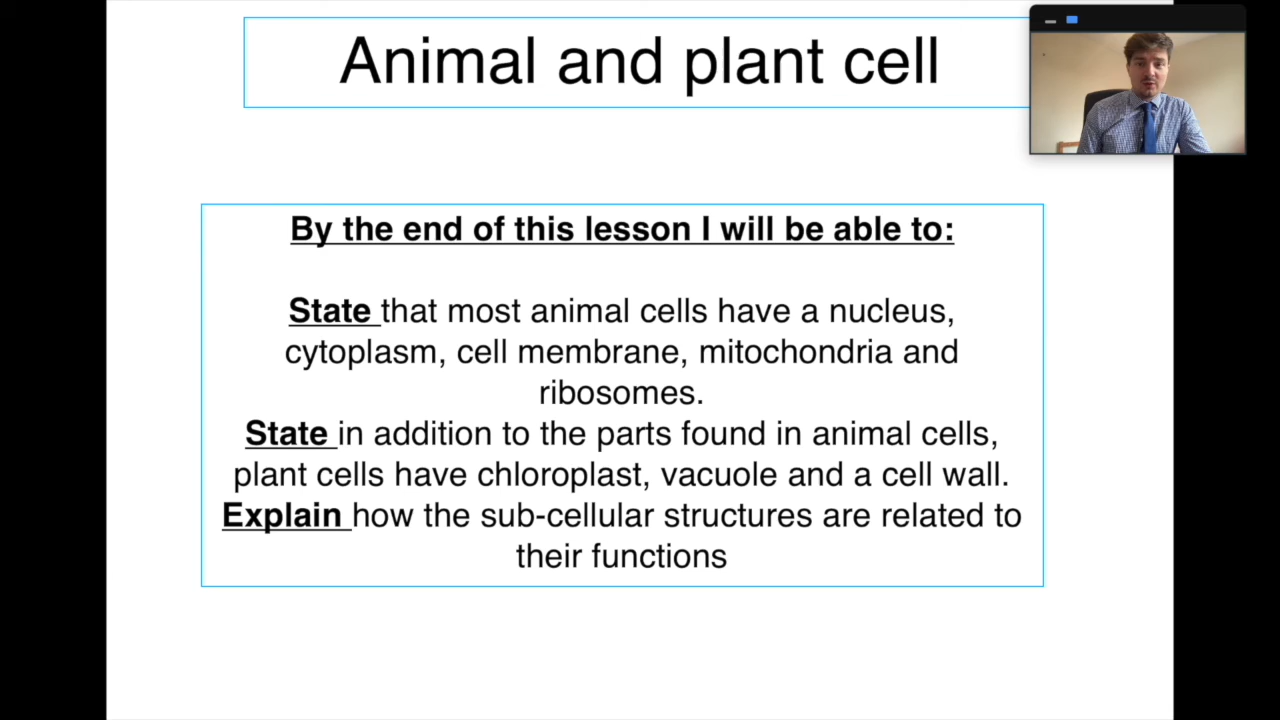 Animal and plant cell
By the end of this lesson I will be able to:
State that most animal cells have a nucleus,
cytoplasm, cell membrane, mitochondria and
ribosomes.
State in addition to the parts found in animal cells,
plant cells have chloroplast, vacuole and a cell wall.
Explain how the sub-cellular structures are related to
their functions